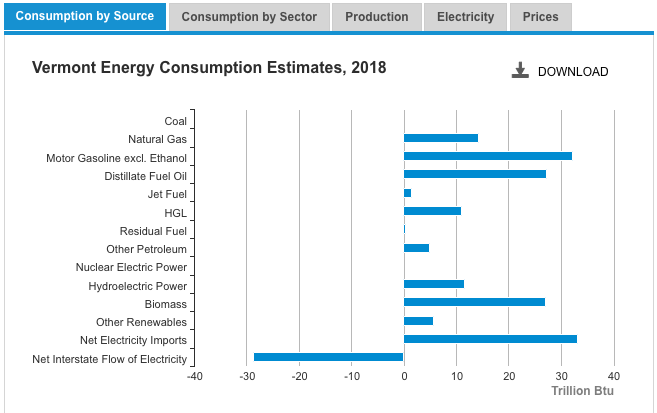 Consumption by Source Consumption by Sector Production Electricity Prices
Vermont Energy Consumption Estimates, 2018
DOWNLOAD
Coal
Natural Gas
Motor Gasoline excl. Ethanol
Distillate Fuel Oil
Jet Fuel
HGL
Residual Fuel
Other Petroleum
Nuclear Electric Power
Hydroelectric Power
Biomass
Other Renewables
Net Electricity Imports
Net Interstate Flow of Electricity
-40 -30 -20 -10 0 10 20 30 40
Trillion Btu